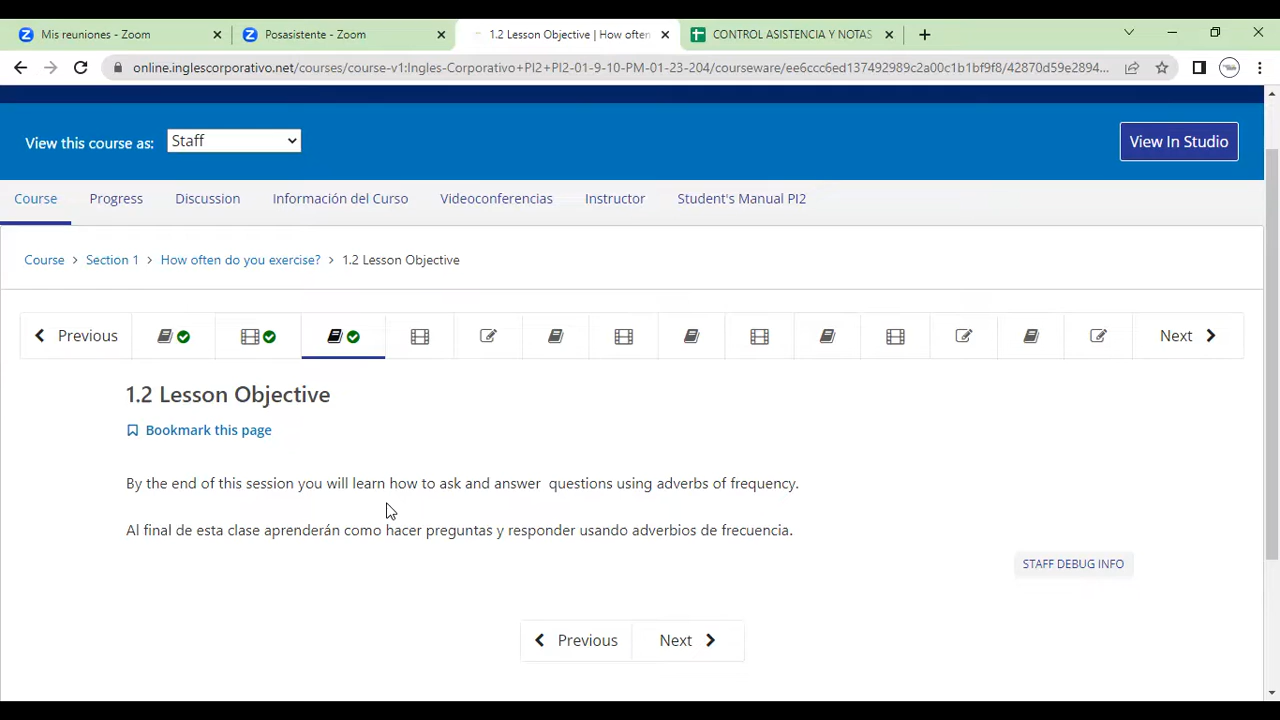 Mis reuniones - Zoom
Posasistente - Zoom
1.2 Lesson Objective | How often
CONTROL ASISTENCIA Y NOTAS
online.inglescorporativo.net/courses/course-v1:Ingles-Corporativo+PI2+PI2-01-9-10-PM-01-23-204/courseware/ee6ccc6ed137492989c2a00c1b1bf9f8/42870d59e2894...
View this course as:
Staff
View In Studio
Course
Progress
Discussion
Información del Curso
Videoconferencias
Instructor
Student's Manual PI2
Course > Section 1 > How often do you exercise? > 1.2 Lesson Objective
Previous
Next
1.2 Lesson Objective
Bookmark this page
By the end of this session you will learn how to ask and answer questions using adverbs of frequency.
Al final de esta clase aprenderán como hacer preguntas y responder usando adverbios de frecuencia.
STAFF DEBUG INFO
Previous
Next